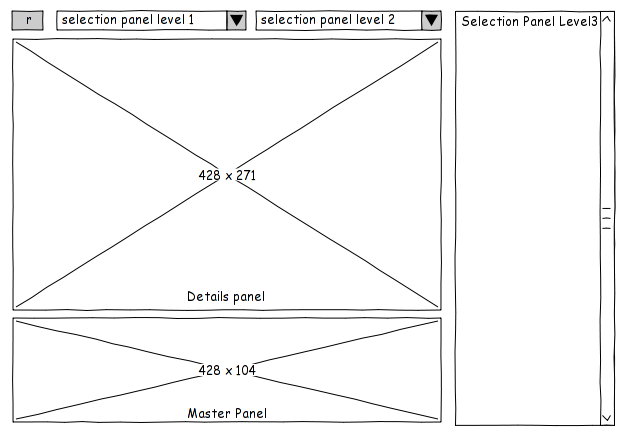 r
selection panel level 1
selection panel level 2
Selection Panel Level3
428 x 271
Details panel
428 x 104
Master Panel